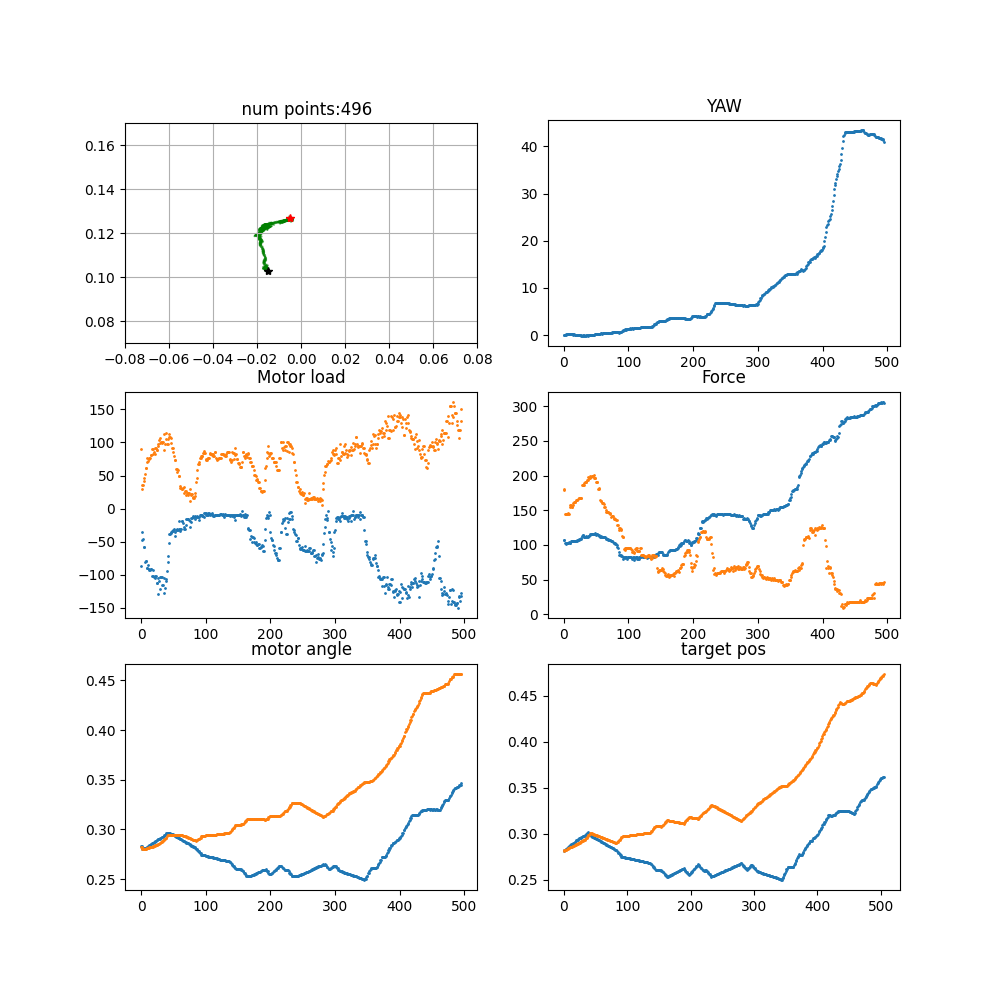 num points:496
0.16
0.14
0.12
0.10
0.08
−0.08 −0.06 −0.04 −0.02 0.00 0.02 0.04 0.06 0.08
YAW
40
30
20
10
0
0 100 200 300 400 500
Motor load
150
100
50
0
−50
−100
−150
0 100 200 300 400 500
Force
300
250
200
150
100
50
0
0 100 200 300 400 500
motor angle
0.45
0.40
0.35
0.30
0.25
0 100 200 300 400 500
target pos
0.45
0.40
0.35
0.30
0.25
0 100 200 300 400 500